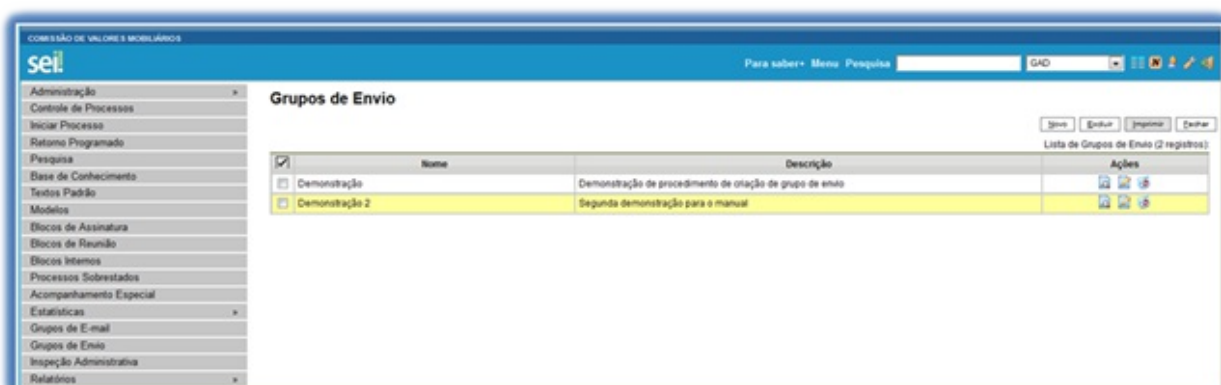 COMISSÃO DE VALORES MOBILIÁRIOS
sei!
Para saber+ Menu Pesquisa
GAD
Administração
Controle de Processos
Iniciar Processo
Retorno Programado
Pesquisa
Base de Conhecimento
Textos Padrão
Modelos
Blocos de Assinatura
Blocos de Reunião
Blocos Internos
Processos Sobrestados
Acompanhamento Especial
Estatísticas
Grupos de E-mail
Grupos de Envio
Inspeção Administrativa
Relatórios
Grupos de Envio
Novo Excluir Imprimir Fechar
Lista de Grupos de Envio (2 registros):
Nome Descrição Ações
Demonstração Demonstração de procedimento de criação de grupo de envio
Demonstração 2 Segunda demonstração para o manual